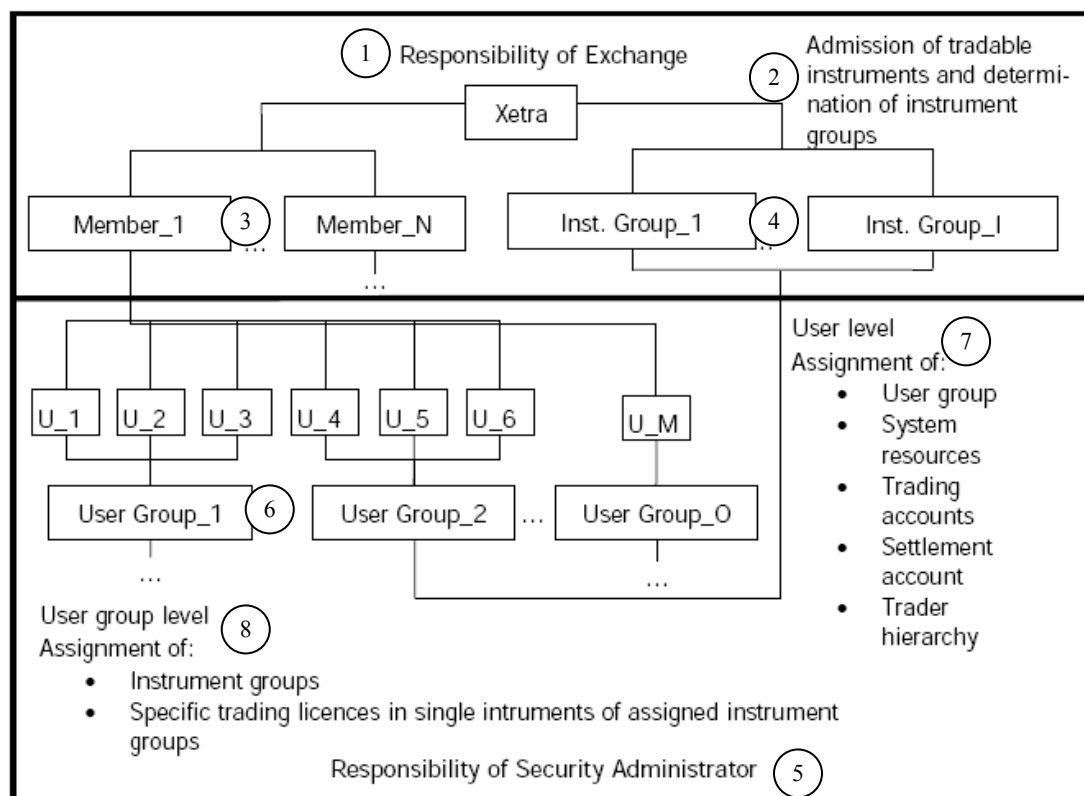 1 Responsibility of Exchange
2 Admission of tradable
instruments and determi-
nation of instrument
groups
Xetra
Member_1 3 ... Member_N Inst. Group_1 4 .. Inst. Group_I
...
User level 7
Assignment of:
• User group
• System
resources
• Trading
accounts
• Settlement
account
• Trader
hierarchy
U_1 U_2 U_3 U_4 U_5 U_6 U_M
User Group_1 6 User Group_2 ... User Group_O
... ...
User group level 8
Assignment of:
• Instrument groups
• Specific trading licences in single intruments of assigned instrument
groups
Responsibility of Security Administrator 5